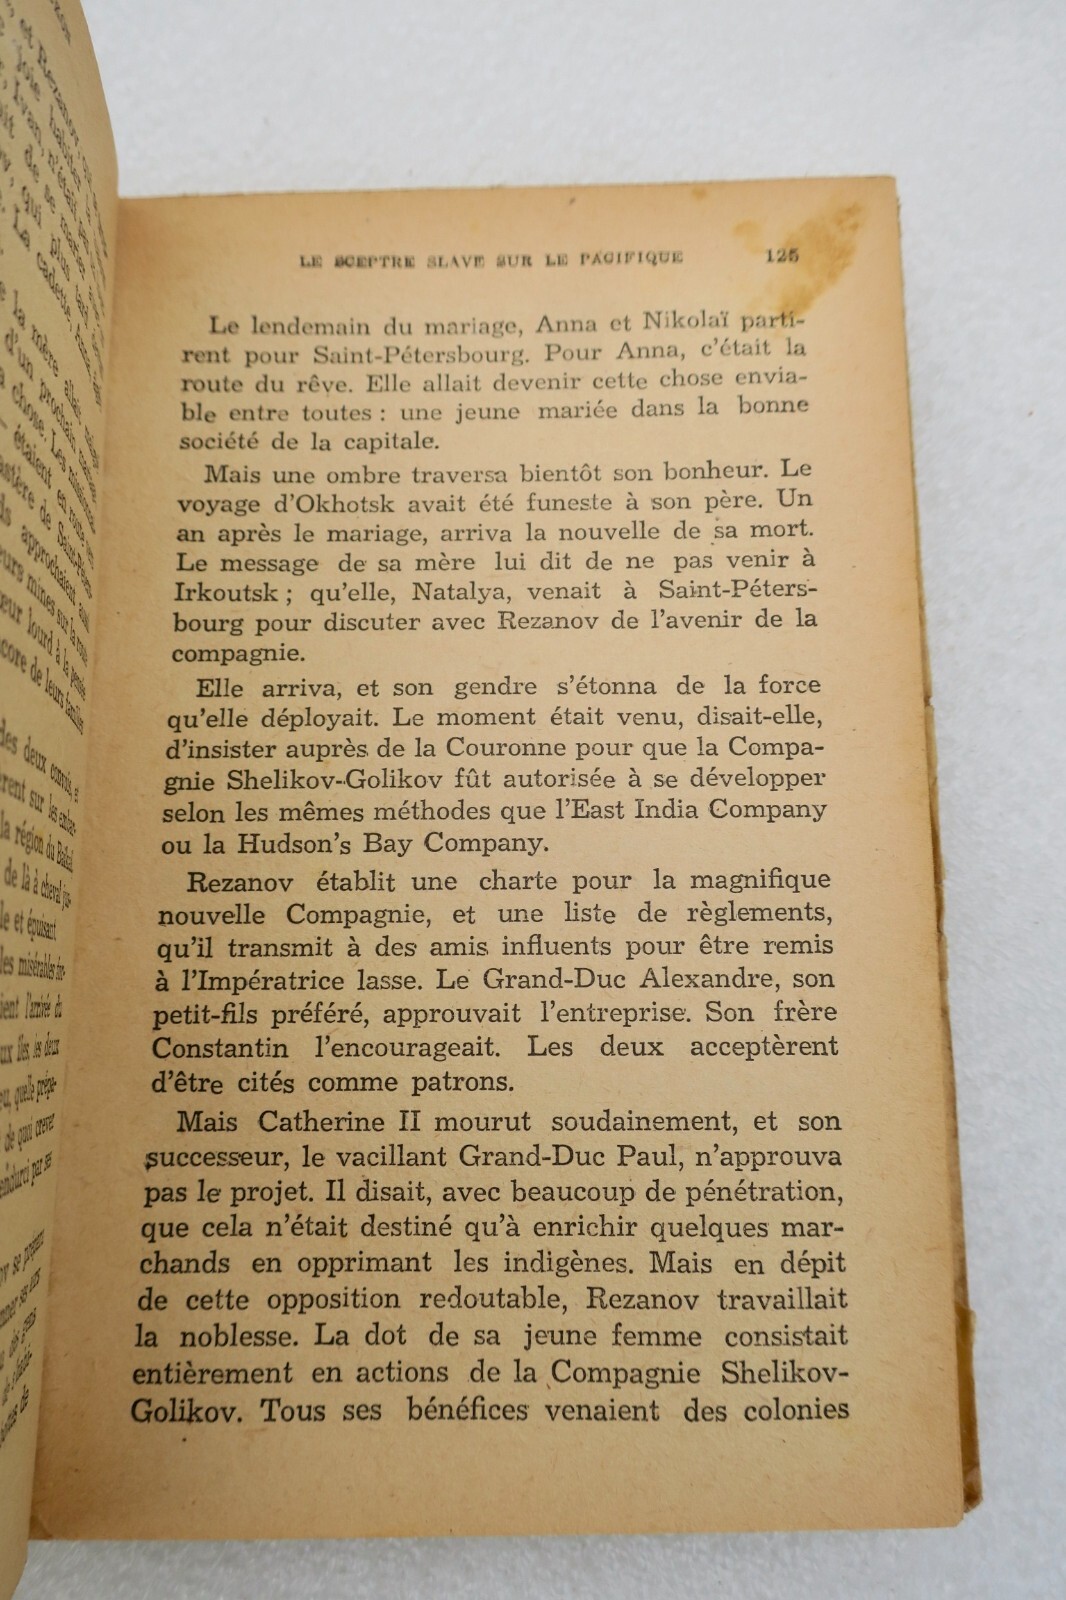 LE SCEPTRE SLAVE SUR LE PACIFIQUE 125
Le lendemain du mariage, Anna et Nikolaï parti-
rent pour Saint-Pétersbourg. Pour Anna, c'était la
route du rêve. Elle allait devenir cette chose envia-
ble entre toutes : une jeune mariée dans la bonne
société de la capitale.
Mais une ombre traversa bientôt son bonheur. Le
voyage d'Okhotsk avait été funeste à son père. Un
an après le mariage, arriva la nouvelle de sa mort.
Le message de sa mère lui dit de ne pas venir à
Irkoutsk ; qu'elle, Natalya, venait à Saint-Péters-
bourg pour discuter avec Rezanov de l'avenir de la
compagnie.
Elle arriva, et son gendre s'étonna de la force
qu'elle déployait. Le moment était venu, disait-elle,
d'insister auprès de la Couronne pour que la Compa-
gnie Shelikov-Golikov fût autorisée à se développer
selon les mêmes méthodes que l'East India Company
ou la Hudson's Bay Company.
Rezanov établit une charte pour la magnifique
nouvelle Compagnie, et une liste de règlements,
qu'il transmit à des amis influents pour être remis
à l'Impératrice lasse. Le Grand-Duc Alexandre, son
petit-fils préféré, approuvait l'entreprise. Son frère
Constantin l'encourageait. Les deux acceptèrent
d'être cités comme patrons.
Mais Catherine II mourut soudainement, et son
successeur, le vacillant Grand-Duc Paul, n'approuva
pas le projet. Il disait, avec beaucoup de pénétration,
que cela n'était destiné qu'à enrichir quelques mar-
chands en opprimant les indigènes. Mais en dépit
de cette opposition redoutable, Rezanov travaillait
la noblesse. La dot de sa jeune femme consistait
entièrement en actions de la Compagnie Shelikov-
Golikov. Tous ses bénéfices venaient des colonies